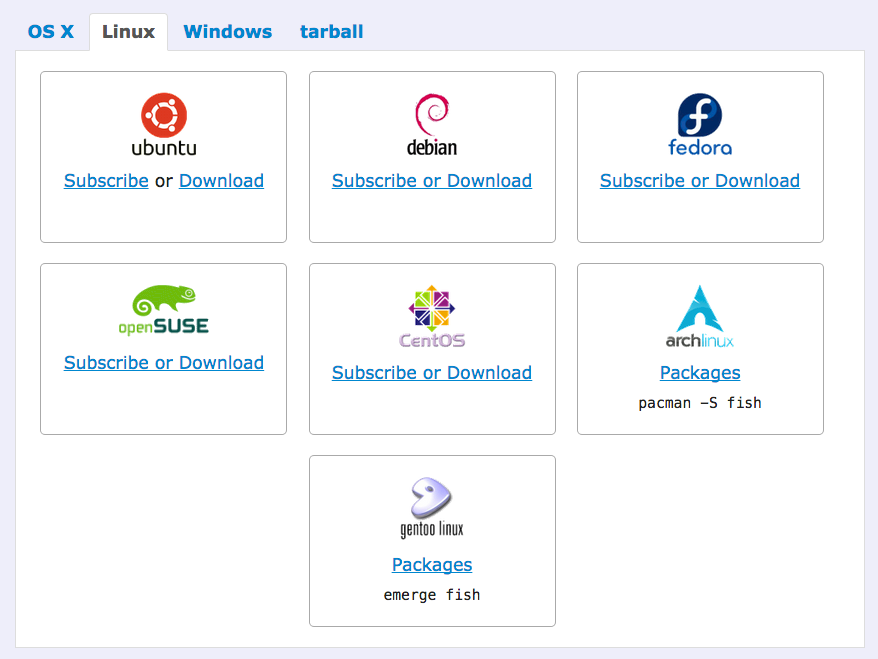 OS X Linux Windows tarball
ubuntu
Subscribe or Download
debian
Subscribe or Download
fedora
Subscribe or Download
openSUSE
Subscribe or Download
CentOS
Subscribe or Download
archlinux
Packages
pacman -S fish
gentoo linux
Packages
emerge fish